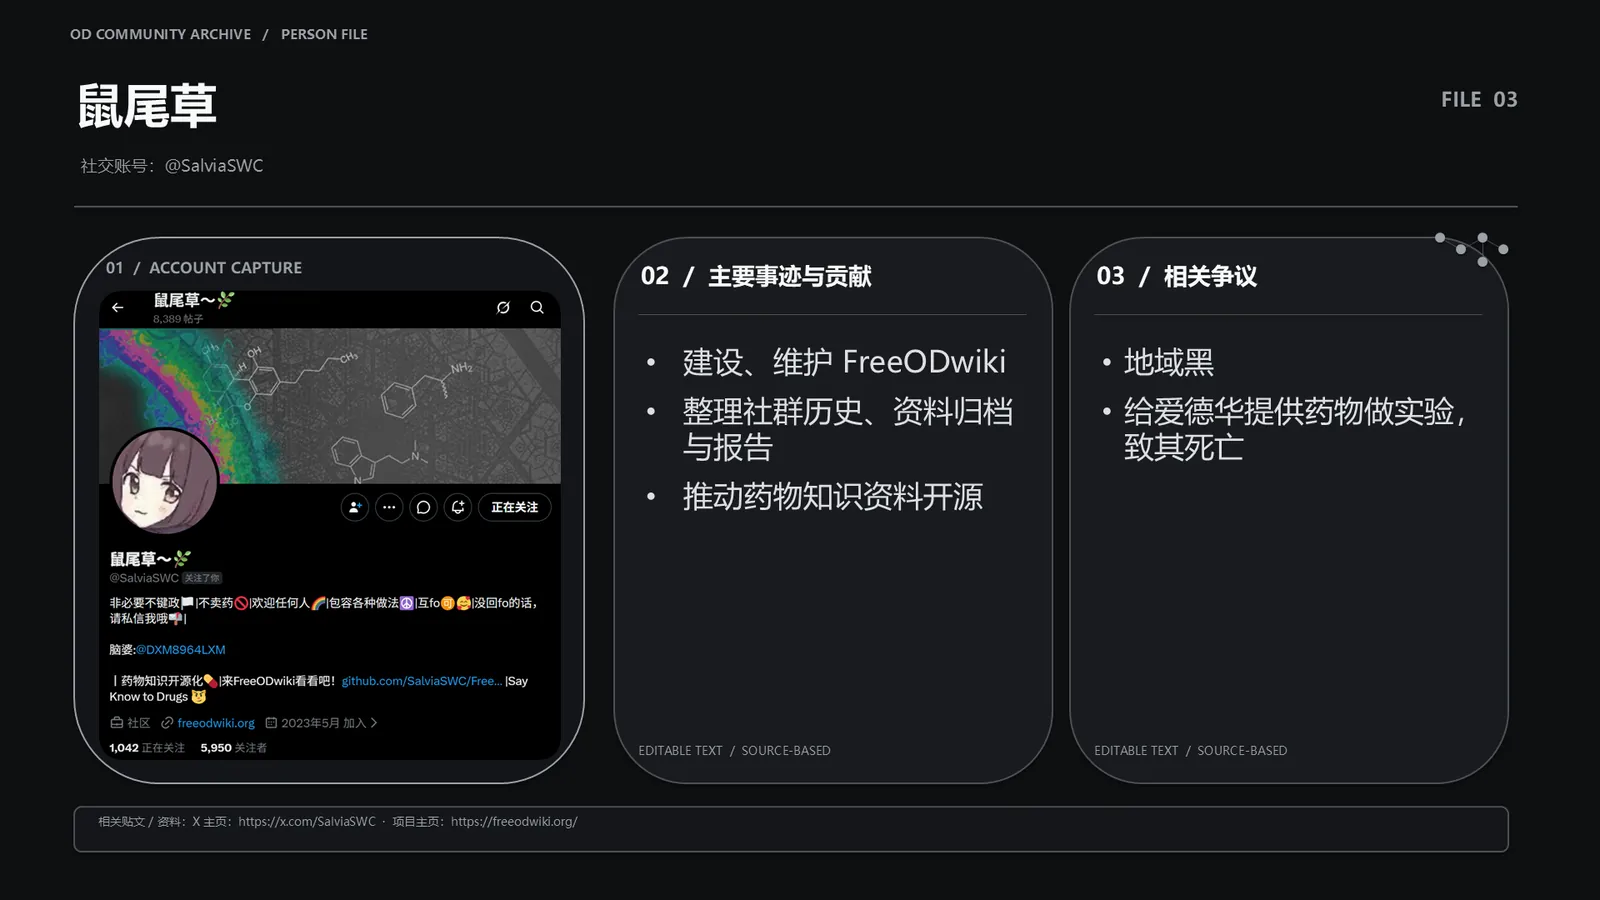 OD COMMUNITY ARCHIVE / PERSON FILE
鼠尾草
FILE 03
社交账号：@SalviaSWC
01 / ACCOUNT CAPTURE
鼠尾草～🌿
8,389 帖子
OH
CH₃
CH₃
H
H
O
NH₂
N
N
正在关注
鼠尾草～🌿
@SalviaSWC 关注了你
非必要不键政🏳️|不卖药🚫|欢迎任何人🌈|包容各种做法☮️|互fo🉑🥰|没回fo的话，
请私信我哦📬|
脑婆:@DXM8964LXM
丨药物知识开源化💊|来FreeODwiki看看吧！github.com/SalviaSWC/Free... |Say
Know to Drugs 😼
社区 freeodwiki.org 2023年5月 加入
1,042 正在关注 5,950 关注者
02 / 主要事迹与贡献
• 建设、维护 FreeODwiki
• 整理社群历史、资料归档
与报告
• 推动药物知识资料开源
EDITABLE TEXT / SOURCE-BASED
03 / 相关争议
• 地域黑
• 给爱德华提供药物做实验，
致其死亡
EDITABLE TEXT / SOURCE-BASED
相关贴文 / 资料：X 主页：https://x.com/SalviaSWC · 项目主页：https://freeodwiki.org/